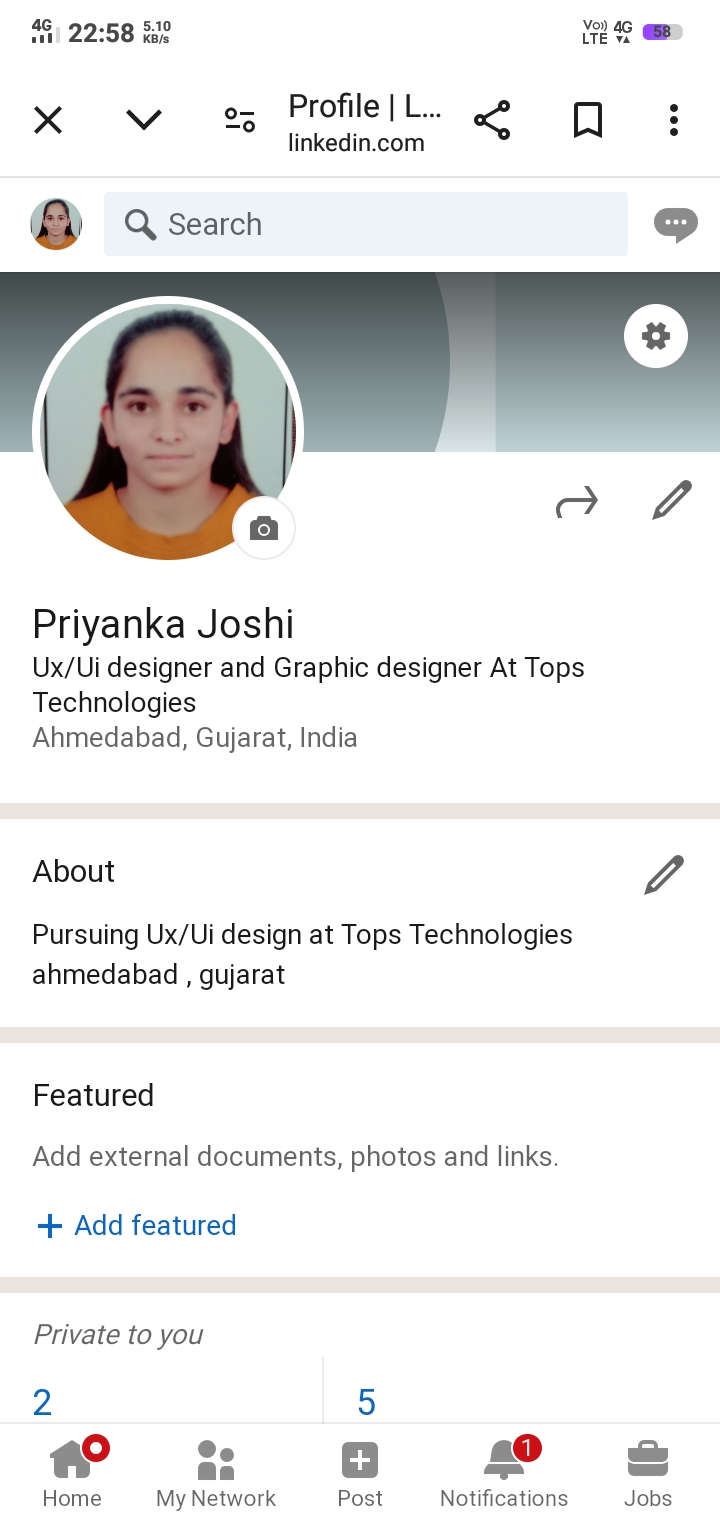 4G 22:58 5.10 KB/s Vo)) LTE 4G 58
Profile | L...
linkedin.com
Search
Priyanka Joshi
Ux/Ui designer and Graphic designer At Tops
Technologies
Ahmedabad, Gujarat, India
About
Pursuing Ux/Ui design at Tops Technologies
ahmedabad , gujarat
Featured
Add external documents, photos and links.
+ Add featured
Private to you
2 5
1
Home My Network Post Notifications Jobs